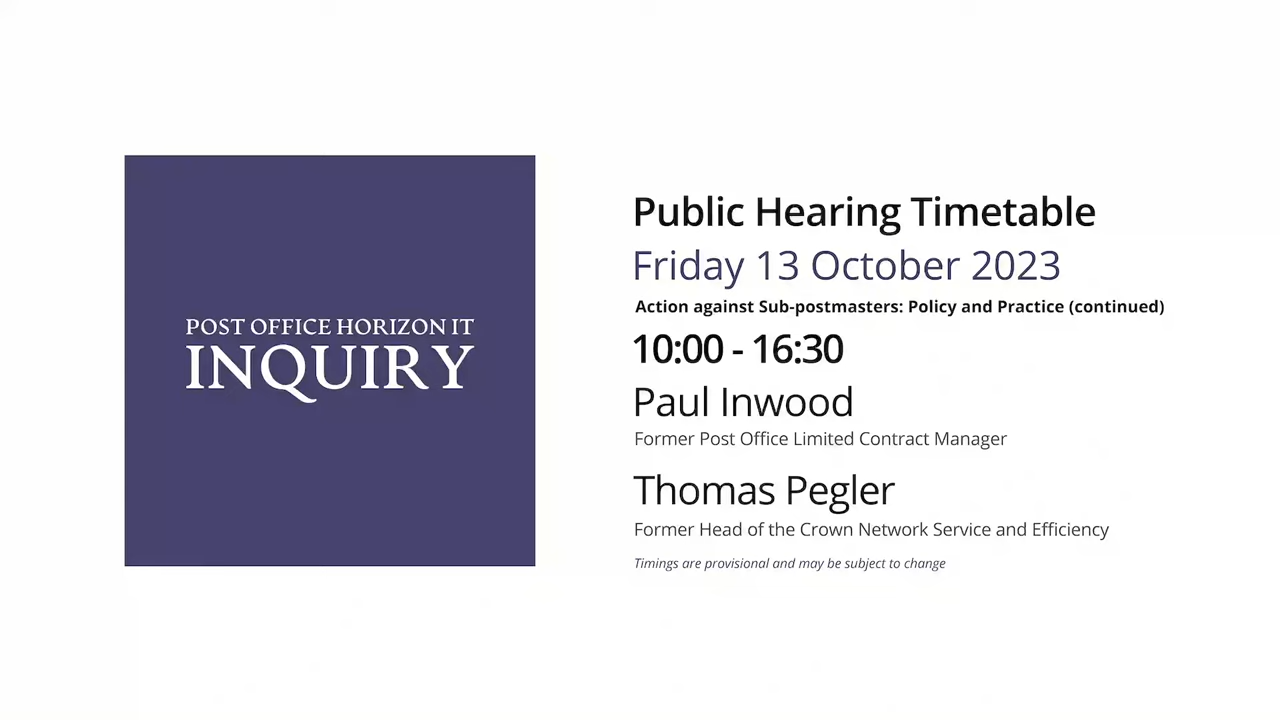 POST OFFICE HORIZON IT
INQUIRY
Public Hearing Timetable
Friday 13 October 2023
Action against Sub-postmasters: Policy and Practice (continued)
10:00 - 16:30
Paul Inwood
Former Post Office Limited Contract Manager
Thomas Pegler
Former Head of the Crown Network Service and Efficiency
Timings are provisional and may be subject to change